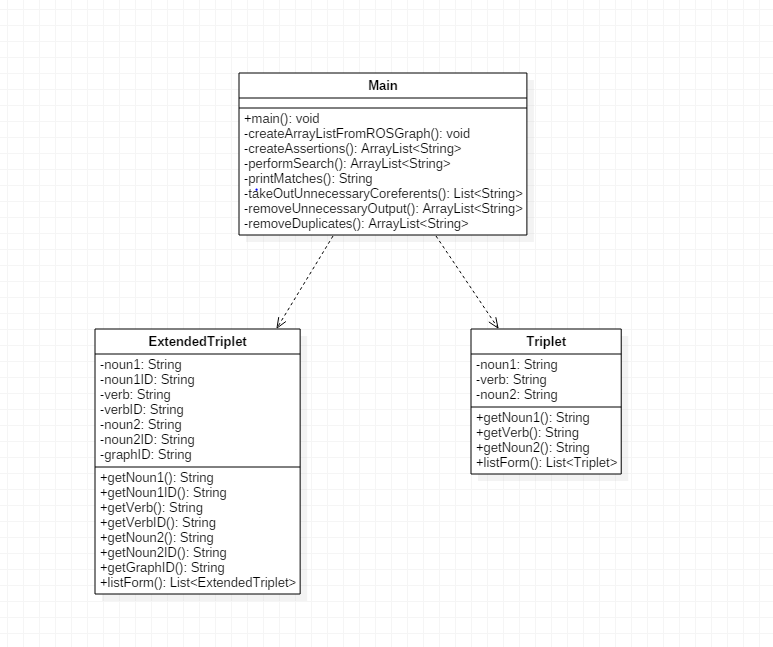 Main
+main(): void
-createArrayListFromROSGraph(): void
-createAssertions(): ArrayList<String>
-performSearch(): ArrayList<String>
-printMatches(): String
-takeOutUnnecessaryCoreferents(): List<String>
-removeUnnecessaryOutput(): ArrayList<String>
-removeDuplicates(): ArrayList<String>
ExtendedTriplet
-noun1: String
-noun1ID: String
-verb: String
-verbID: String
-noun2: String
-noun2ID: String
-graphID: String
+getNoun1(): String
+getNoun1ID(): String
+getVerb(): String
+getVerbID(): String
+getNoun2(): String
+getNoun2ID(): String
+getGraphID(): String
+listForm(): List<ExtendedTriplet>
Triplet
-noun1: String
-verb: String
-noun2: String
+getNoun1(): String
+getVerb(): String
+getNoun2(): String
+listForm(): List<Triplet>